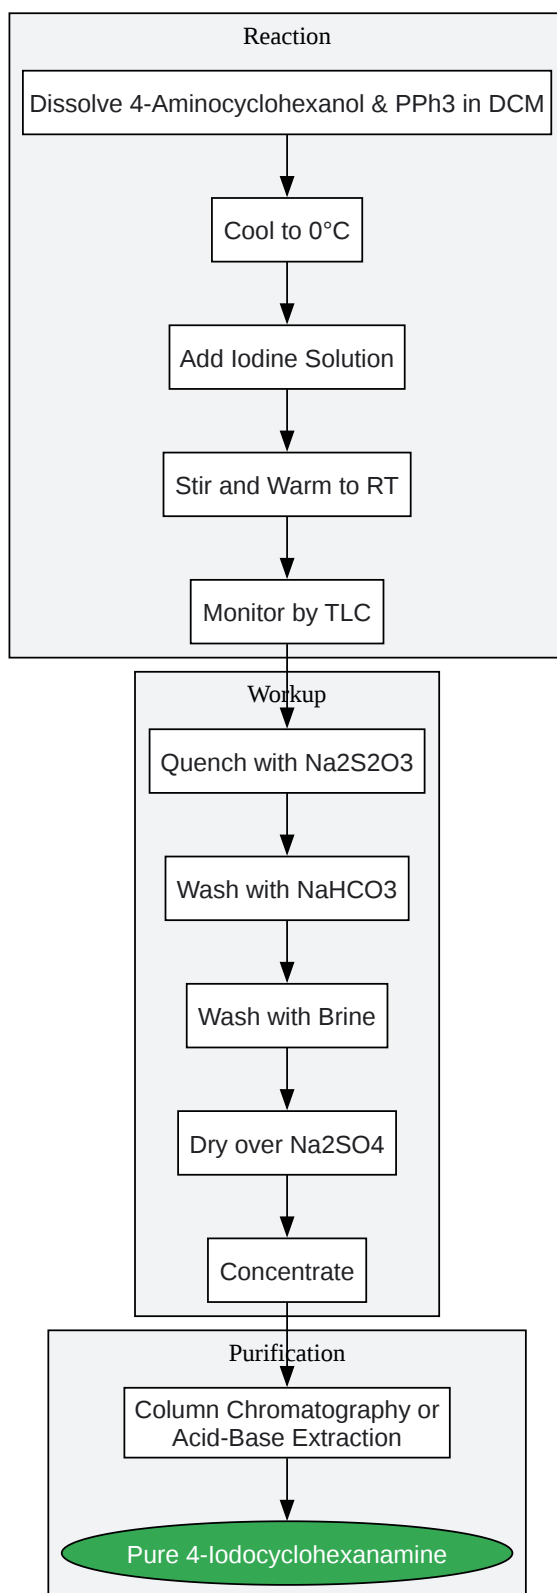 Reaction
Dissolve 4-Aminocyclohexanol & PPh3 in DCM
Cool to 0°C
Add Iodine Solution
Stir and Warm to RT
Monitor by TLC
Workup
Quench with Na2S2O3
Wash with NaHCO3
Wash with Brine
Dry over Na2SO4
Concentrate
Purification
Column Chromatography or
Acid-Base Extraction
Pure 4-Iodocyclohexanamine